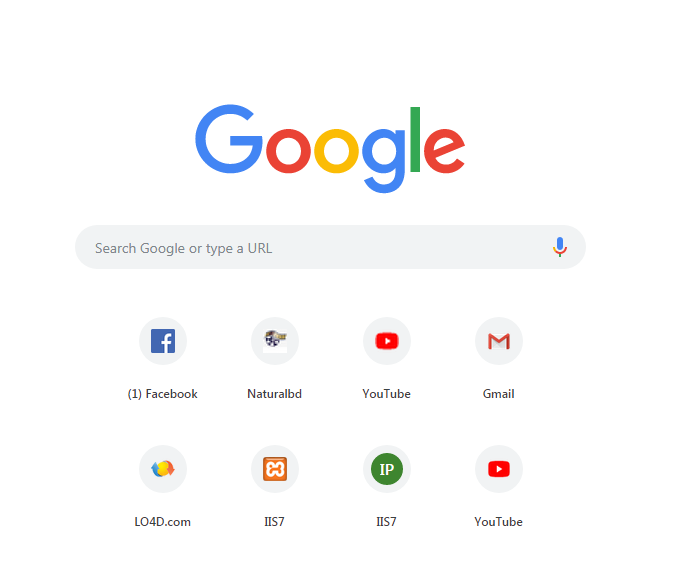 Google
Search Google or type a URL
(1) Facebook
Naturalbd
YouTube
Gmail
IP
LO4D.com
IIS7
IIS7
YouTube